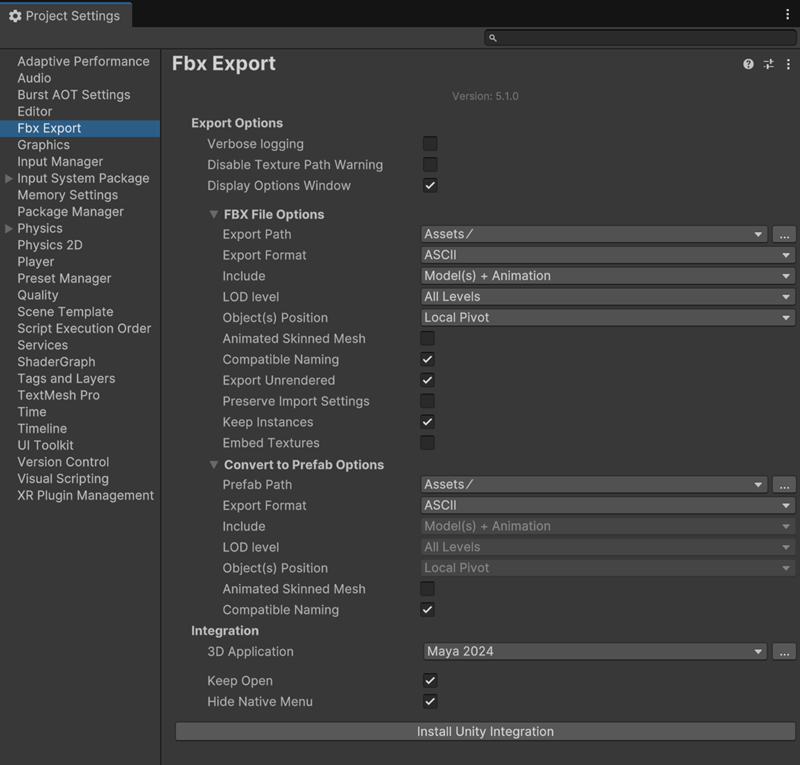 Project Settings
Adaptive Performance
Audio
Burst AOT Settings
Editor
Fbx Export
Graphics
Input Manager
Input System Package
Memory Settings
Package Manager
Physics
Physics 2D
Player
Preset Manager
Quality
Scene Template
Script Execution Order
Services
ShaderGraph
Tags and Layers
TextMesh Pro
Time
Timeline
UI Toolkit
Version Control
Visual Scripting
XR Plugin Management
Fbx Export
Version: 5.1.0
Export Options
Verbose logging
Disable Texture Path Warning
Display Options Window
FBX File Options
Export Path Assets/ ...
Export Format ASCII
Include Model(s) + Animation
LOD level All Levels
Object(s) Position Local Pivot
Animated Skinned Mesh
Compatible Naming
Export Unrendered
Preserve Import Settings
Keep Instances
Embed Textures
Convert to Prefab Options
Prefab Path Assets/ ...
Export Format ASCII
Include Model(s) + Animation
LOD level All Levels
Object(s) Position Local Pivot
Animated Skinned Mesh
Compatible Naming
Integration
3D Application Maya 2024 ...
Keep Open
Hide Native Menu
Install Unity Integration